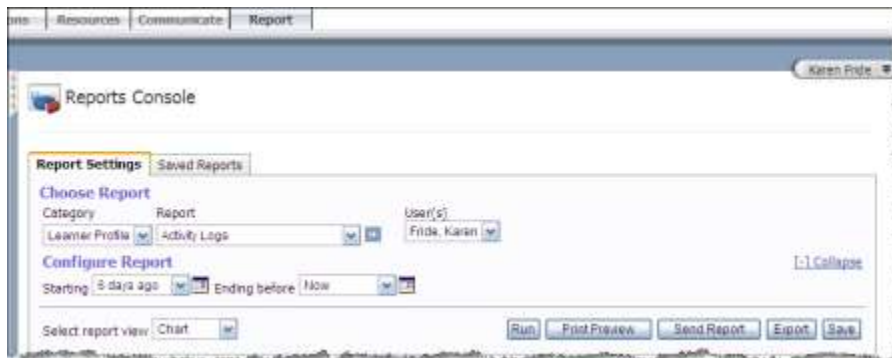 ons Resources Communicate Report
Karen Fride
Reports Console
Report Settings Saved Reports
Choose Report
Category Report User(s)
Learner Profile Activity Logs Fride, Karen
Configure Report
[-] Collapse
Starting 6 days ago Ending before Now
Select report view Chart Run Print Preview Send Report Export Save